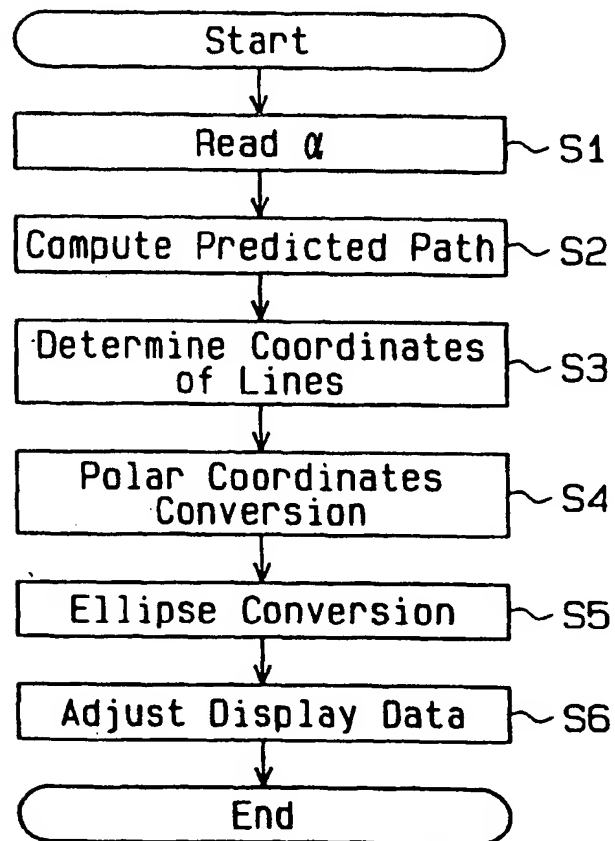 Start
Read α
S1
Compute Predicted Path
S2
Determine Coordinates
of Lines
S3
Polar Coordinates
Conversion
S4
Ellipse Conversion
S5
Adjust Display Data
S6
End